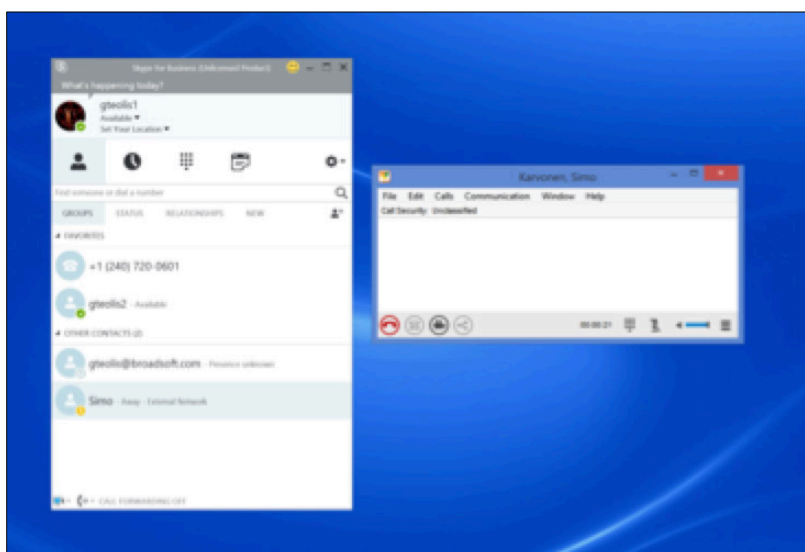 Skype for Business (Unlicensed Product)
What's happening today?
gteolis1
Available
Set Your Location
Find someone or dial a number
GROUPS STATUS RELATIONSHIPS NEW
FAVORITES
+1 (240) 720-0601
gteolis2 - Available
OTHER CONTACTS (2)
gteolis@broadsoft.com - Presence unknown
Simo - Away - External Network
CALL FORWARDING OFF
Karvonen, Simo
File Edit Calls Communication Window Help
Call Security: Unclassified
00:00:21